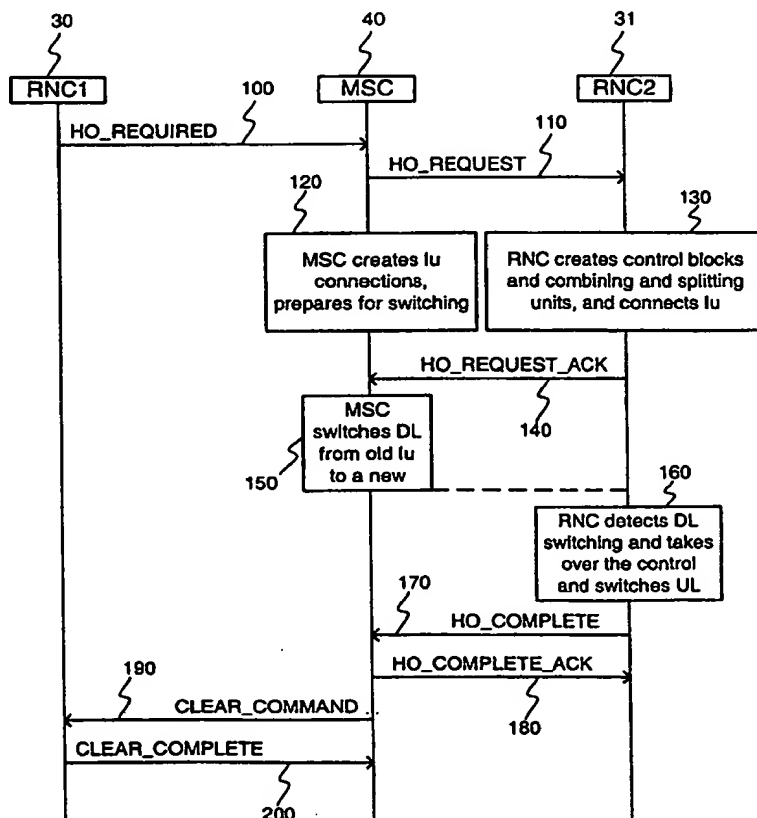 30
40
31
RNC1
MSC
RNC2
100
HO_REQUIRED
110
HO_REQUEST
120
130
MSC creates Iu
connections,
prepares for switching
RNC creates control blocks
and combining and splitting
units, and connects Iu
HO_REQUEST_ACK
140
MSC
switches DL
from old Iu
to a new
150
160
RNC detects DL
switching and takes
over the control
and switches UL
170
HO_COMPLETE
HO_COMPLETE_ACK
180
190
CLEAR_COMMAND
CLEAR_COMPLETE
200